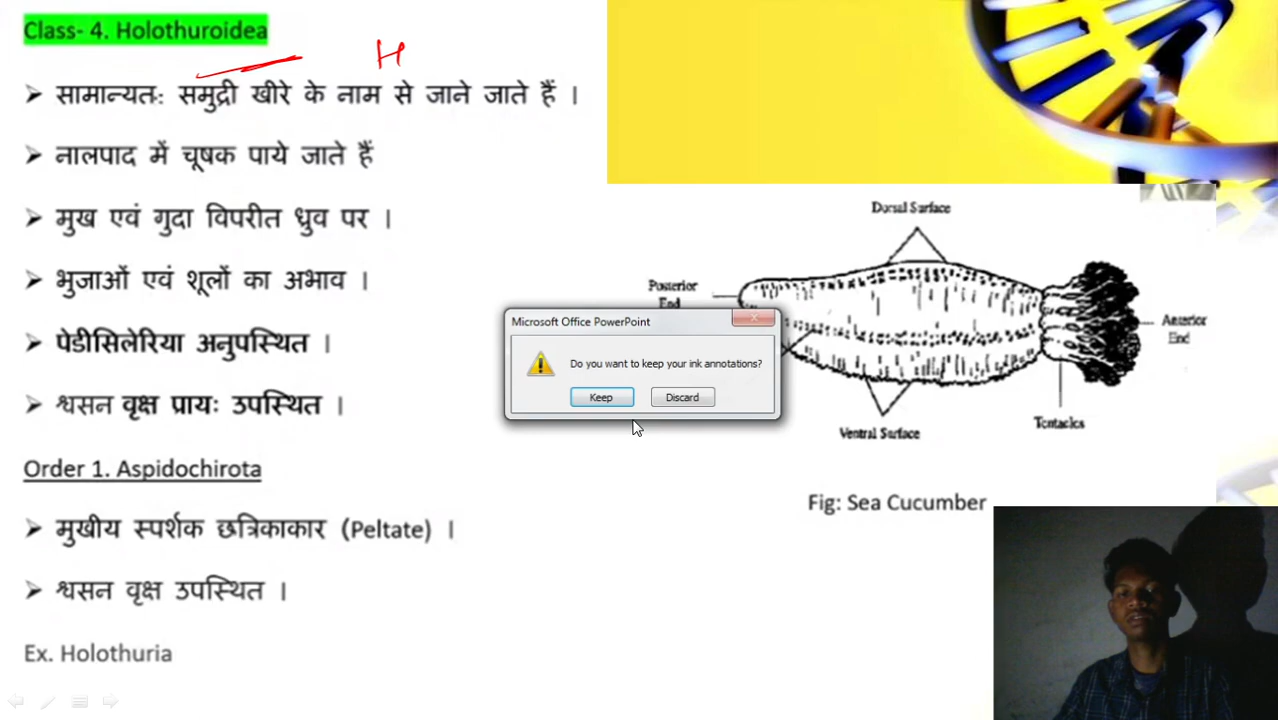 Class- 4. Holothuroidea
H
➢ सामान्यतः समुद्री खीरे के नाम से जाने जाते हैं ।
➢ नालपाद में चूषक पाये जाते हैं
➢ मुख एवं गुदा विपरीत ध्रुव पर ।
➢ भुजाओं एवं शूलों का अभाव ।
➢ पेडीसिलेरिया अनुपस्थित ।
➢ श्वसन वृक्ष प्रायः उपस्थित ।
Order 1. Aspidochirota
➢ मुखीय स्पर्शक छत्रिकाकार (Peltate) ।
➢ श्वसन वृक्ष उपस्थित ।
Ex. Holothuria
Dorsal Surface
Posterior
End
Anterior
End
Ventral Surface
Tentacles
Fig: Sea Cucumber
Microsoft Office PowerPoint
Do you want to keep your ink annotations?
Keep
Discard